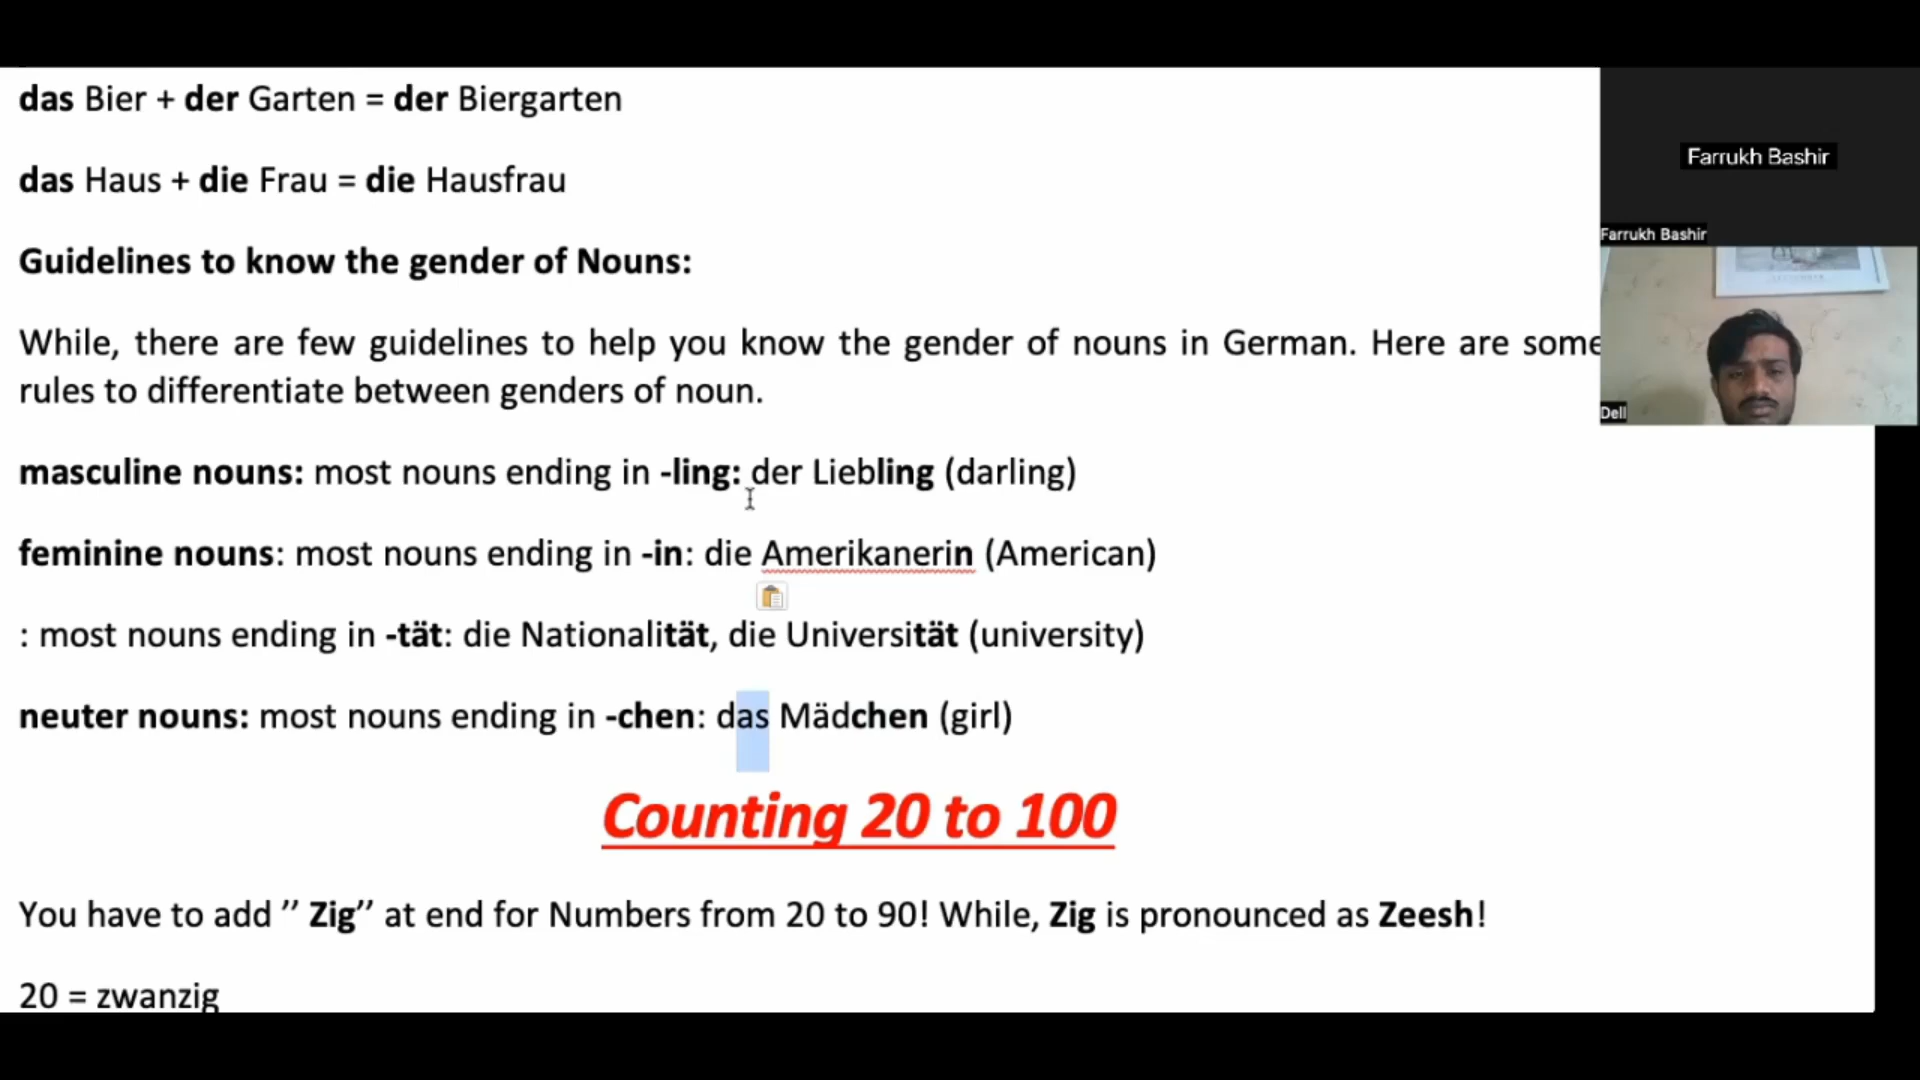 das Bier + der Garten = der Biergarten
das Haus + die Frau = die Hausfrau
Guidelines to know the gender of Nouns:
While, there are few guidelines to help you know the gender of nouns in German. Here are some
rules to differentiate between genders of noun.
masculine nouns: most nouns ending in -ling: der Liebling (darling)
feminine nouns: most nouns ending in -in: die Amerikanerin (American)
: most nouns ending in -tät: die Nationalität, die Universität (university)
neuter nouns: most nouns ending in -chen: das Mädchen (girl)
Counting 20 to 100
You have to add ” Zig” at end for Numbers from 20 to 90! While, Zig is pronounced as Zeesh!
20 = zwanzig
Farrukh Bashir
Farrukh Bashir
Dell